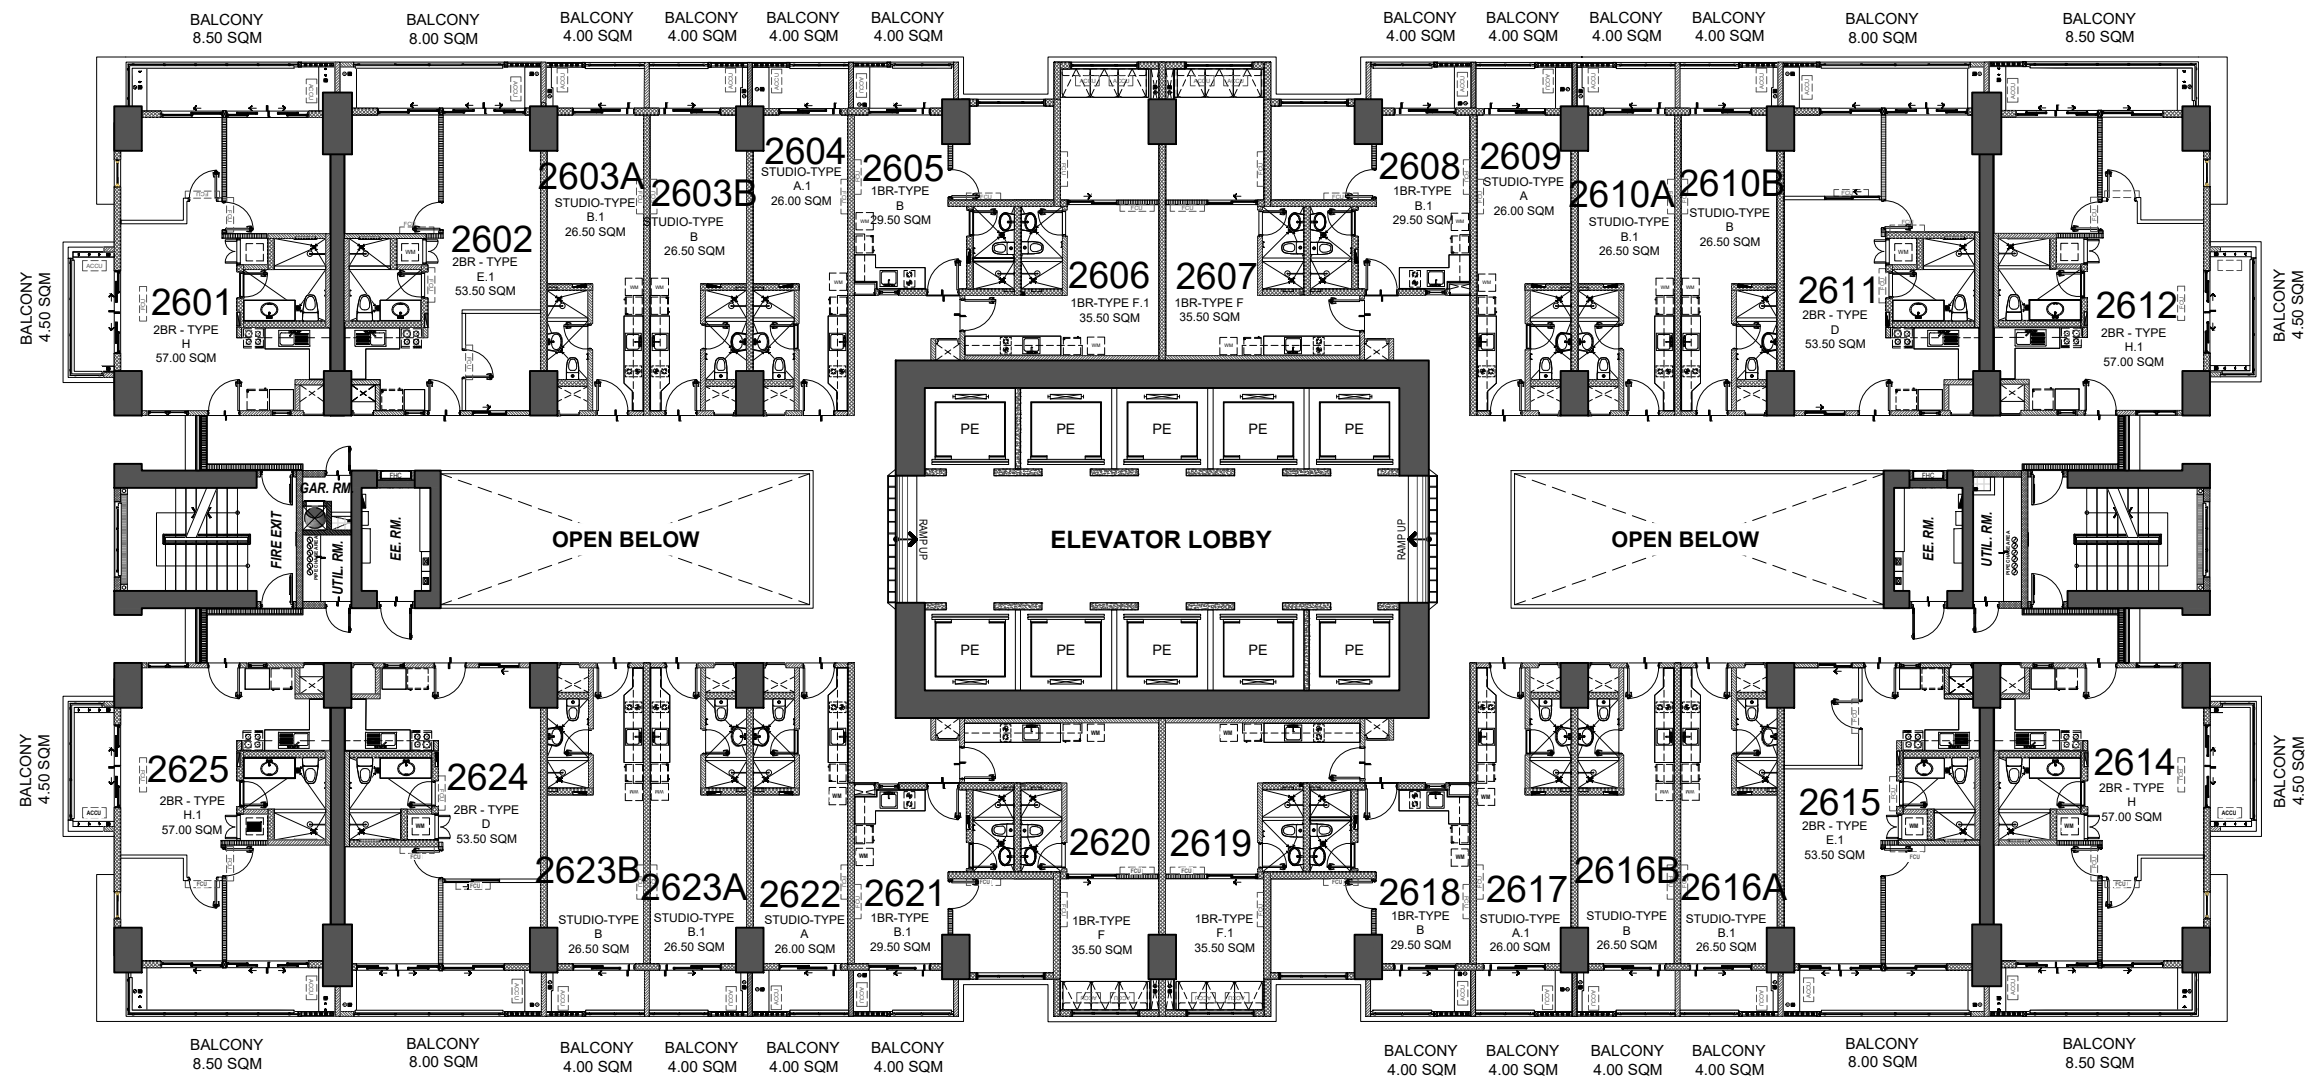 BALCONY
8.50 SQM
BALCONY
8.00 SQM
BALCONY
4.00 SQM
BALCONY
4.00 SQM
BALCONY
4.00 SQM
BALCONY
4.00 SQM
BALCONY
4.00 SQM
BALCONY
4.00 SQM
BALCONY
4.00 SQM
BALCONY
4.00 SQM
BALCONY
8.00 SQM
BALCONY
8.50 SQM
BALCONY
4.50 SQM
2601
2BR - TYPE
H
57.00 SQM
2602
2BR - TYPE
E.1
53.50 SQM
2603A
STUDIO-TYPE
B.1
26.50 SQM
2603B
STUDIO-TYPE
B
26.50 SQM
2604
STUDIO-TYPE
A.1
26.00 SQM
2605
1BR-TYPE
B
29.50 SQM
2606
1BR-TYPE F.1
35.50 SQM
2607
1BR-TYPE F
35.50 SQM
2608
1BR-TYPE
B.1
29.50 SQM
2609
STUDIO-TYPE
A
26.00 SQM
2610A
STUDIO-TYPE
B.1
26.50 SQM
2610B
STUDIO-TYPE
B
26.50 SQM
2611
2BR - TYPE
D
53.50 SQM
2612
2BR - TYPE
H.1
57.00 SQM
BALCONY
4.50 SQM
PE
PE
PE
PE
PE
FIRE EXIT
GAR. RM.
UTIL. RM.
EE. RM.
FHC
OPEN BELOW
RAMP UP
ELEVATOR LOBBY
RAMP UP
OPEN BELOW
FHC
EE. RM.
UTIL. RM.
PE
PE
PE
PE
PE
BALCONY
4.50 SQM
2625
2BR - TYPE
H.1
57.00 SQM
2624
2BR - TYPE
D
53.50 SQM
2623B
STUDIO-TYPE
B
26.50 SQM
2623A
STUDIO-TYPE
B.1
26.50 SQM
2622
STUDIO-TYPE
A
26.00 SQM
2621
1BR-TYPE
B.1
29.50 SQM
2620
1BR-TYPE
F
35.50 SQM
2619
1BR-TYPE
F.1
35.50 SQM
2618
1BR-TYPE
B
29.50 SQM
2617
STUDIO-TYPE
A.1
26.00 SQM
2616B
STUDIO-TYPE
B
26.50 SQM
2616A
STUDIO-TYPE
B.1
26.50 SQM
2615
2BR - TYPE
E.1
53.50 SQM
2614
2BR - TYPE
H
57.00 SQM
BALCONY
4.50 SQM
BALCONY
8.50 SQM
BALCONY
8.00 SQM
BALCONY
4.00 SQM
BALCONY
4.00 SQM
BALCONY
4.00 SQM
BALCONY
4.00 SQM
BALCONY
4.00 SQM
BALCONY
4.00 SQM
BALCONY
4.00 SQM
BALCONY
4.00 SQM
BALCONY
8.00 SQM
BALCONY
8.50 SQM